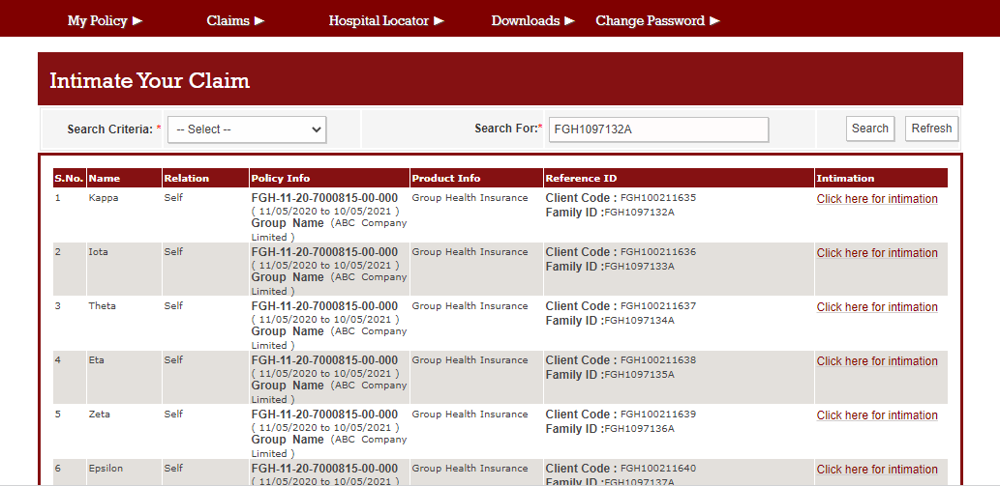 My Policy ▶ Claims ▶ Hospital Locator ▶ Downloads ▶ Change Password ▶
Intimate Your Claim
Search Criteria: * -- Select -- Search For:* FGH1097132A Search Refresh
S.No. Name Relation Policy Info Product Info Reference ID Intimation
1 Kappa Self FGH-11-20-7000815-00-000 Group Health Insurance Client Code : FGH100211635 Click here for intimation
( 11/05/2020 to 10/05/2021 ) Family ID :FGH1097132A
Group Name (ABC Company
Limited )
2 Iota Self FGH-11-20-7000815-00-000 Group Health Insurance Client Code : FGH100211636 Click here for intimation
( 11/05/2020 to 10/05/2021 ) Family ID :FGH1097133A
Group Name (ABC Company
Limited )
3 Theta Self FGH-11-20-7000815-00-000 Group Health Insurance Client Code : FGH100211637 Click here for intimation
( 11/05/2020 to 10/05/2021 ) Family ID :FGH1097134A
Group Name (ABC Company
Limited )
4 Eta Self FGH-11-20-7000815-00-000 Group Health Insurance Client Code : FGH100211638 Click here for intimation
( 11/05/2020 to 10/05/2021 ) Family ID :FGH1097135A
Group Name (ABC Company
Limited )
5 Zeta Self FGH-11-20-7000815-00-000 Group Health Insurance Client Code : FGH100211639 Click here for intimation
( 11/05/2020 to 10/05/2021 ) Family ID :FGH1097136A
Group Name (ABC Company
Limited )
6 Epsilon Self FGH-11-20-7000815-00-000 Group Health Insurance Client Code : FGH100211640 Click here for intimation
( 11/05/2020 to 10/05/2021 ) Family ID :FGH1097137A